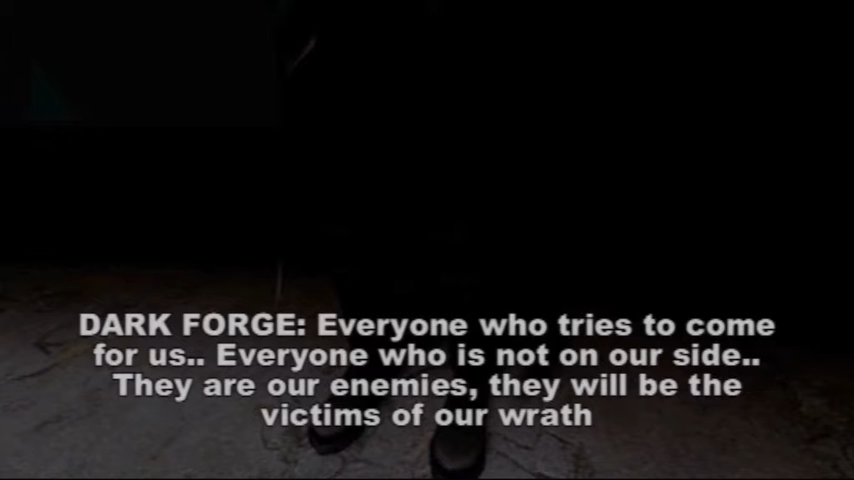 DARK FORGE: Everyone who tries to come
for us.. Everyone who is not on our side..
They are our enemies, they will be the
victims of our wrath